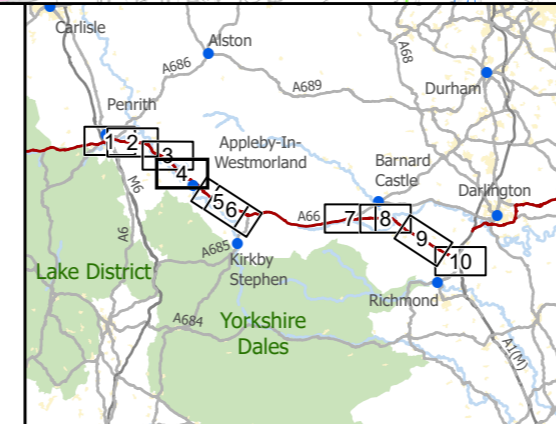 Carlisle
Alston
A686
A68
A689
Durham
Penrith
1
2
3
4
Appleby-In-
Westmorland
Barnard
Castle
Darlington
M6
5
6
A66
7
8
9
10
A6
A685
Kirkby
Stephen
Lake District
Richmond
A684
Yorkshire
Dales
A1(M)